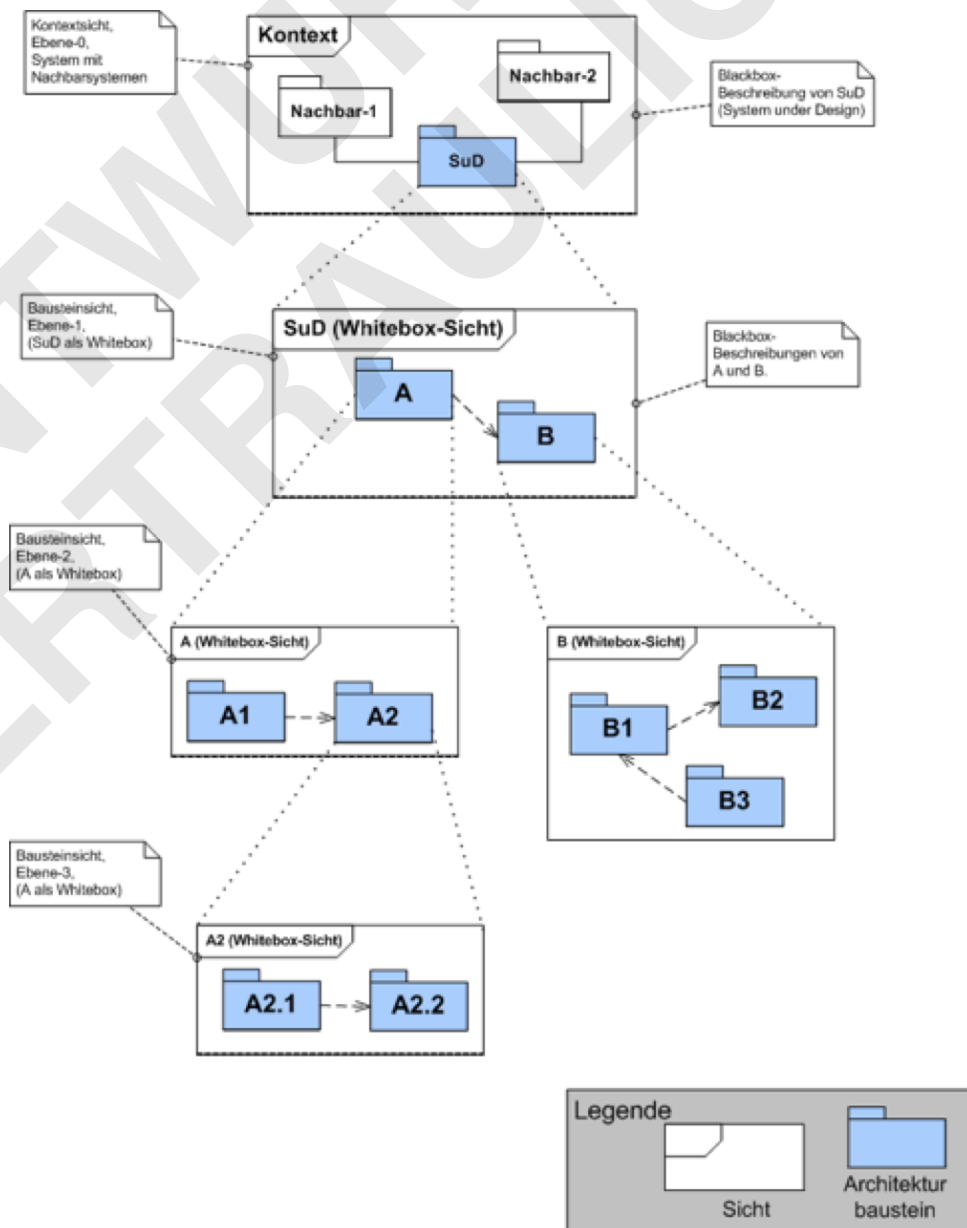 Kontextsicht,
Ebene-0,
System mit
Nachbarsystemen
Kontext
Nachbar-1
Nachbar-2
SuD
Blackbox-
Beschreibung von SuD
(System under Design)
Bausteinsicht,
Ebene-1,
(SuD als Whitebox)
SuD (Whitebox-Sicht)
A
B
Blackbox-
Beschreibungen von
A und B.
Bausteinsicht,
Ebene-2,
(A als Whitebox)
A (Whitebox-Sicht)
A1
A2
B (Whitebox-Sicht)
B1
B2
B3
Bausteinsicht,
Ebene-3,
(A als Whitebox)
A2 (Whitebox-Sicht)
A2.1
A2.2
Legende
Sicht
Architektur
baustein